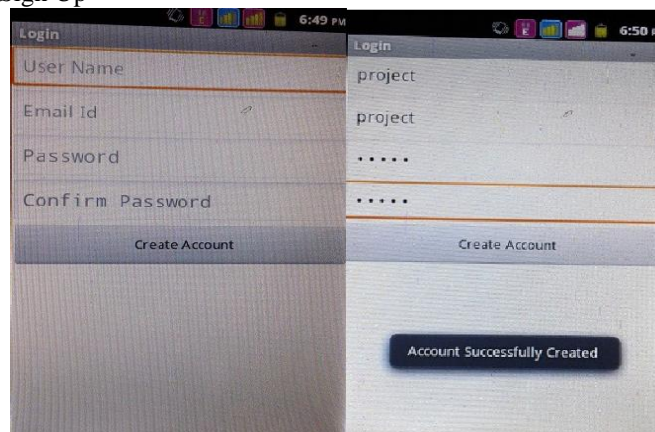 Sign Up
6:49 PM
Login
User Name
Email Id
Password
Confirm Password
Create Account
6:50
Login
project
project
•••••
•••••
Create Account
Account Successfully Created